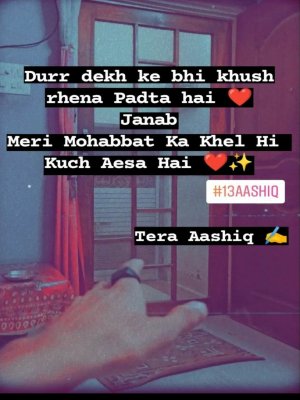 Durr dekh ke bhi khush
rhena Padta hai ❤️
Janab
Meri Mohabbat Ka Khel Hi
Kuch Aesa Hai ❤️✨
#13AASHIQ
Tera Aashiq ✍️